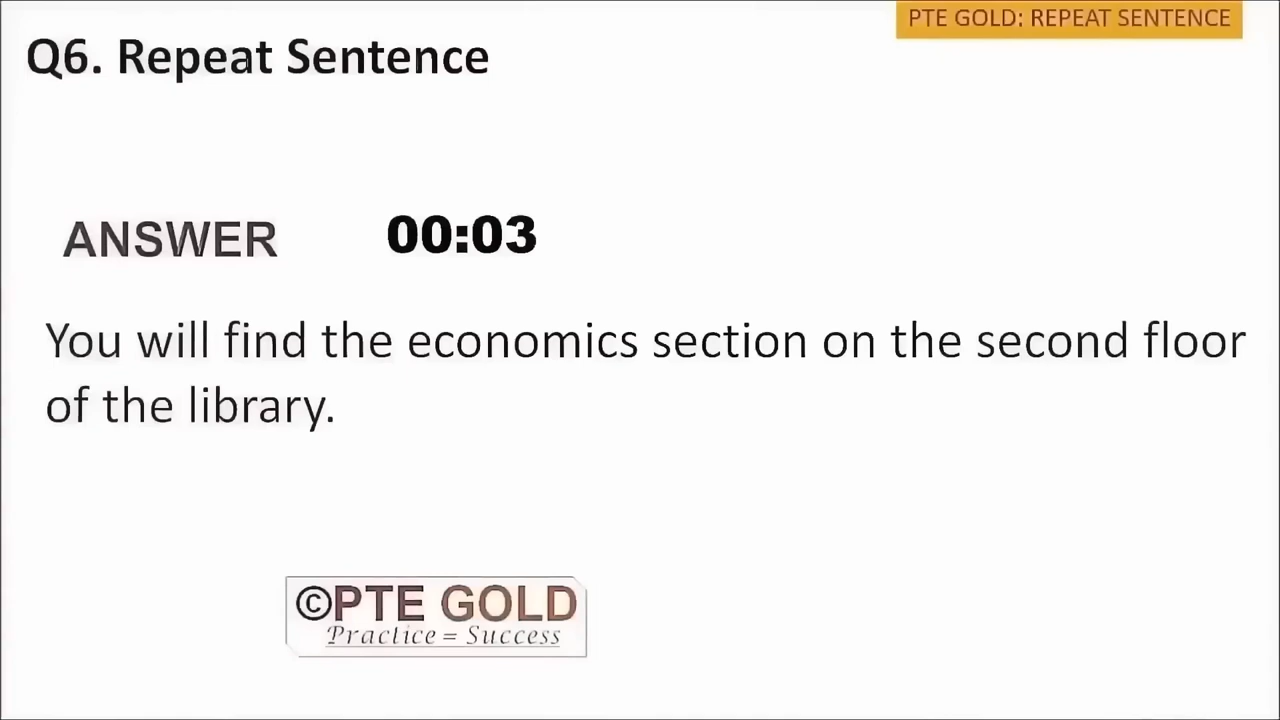 PTE GOLD: REPEAT SENTENCE
Q6. Repeat Sentence
ANSWER 00:03
You will find the economics section on the second floor
of the library.
©PTE GOLD
Practice = Success